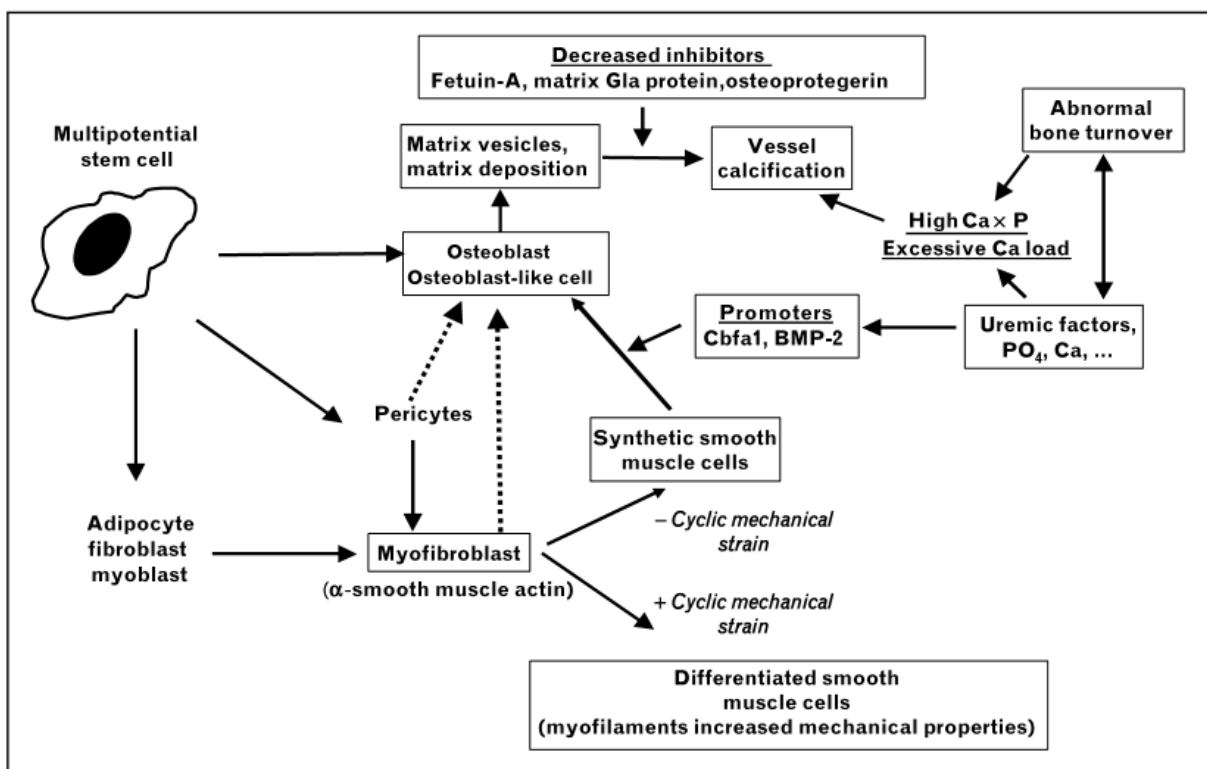 Decreased inhibitors
Fetuin-A, matrix Gla protein,osteoprotegerin
Multipotential
stem cell
Matrix vesicles,
matrix deposition
Vessel
calcification
Abnormal
bone turnover
High Ca × P
Excessive Ca load
Osteoblast
Osteoblast-like cell
Promoters
Cbfa1, BMP-2
Uremic factors,
PO₄, Ca, ...
Pericytes
Synthetic smooth
muscle cells
Adipocyte
fibroblast
myoblast
Myofibroblast
(α-smooth muscle actin)
– Cyclic mechanical
strain
+ Cyclic mechanical
strain
Differentiated smooth
muscle cells
(myofilaments increased mechanical properties)